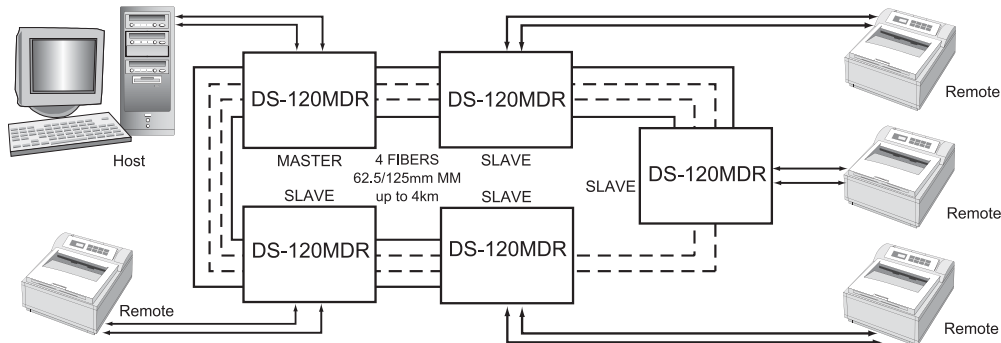 Host
DS-120MDR
MASTER
4 FIBERS
62.5/125mm MM
up to 4km
DS-120MDR
SLAVE
Remote
SLAVE
DS-120MDR
Remote
SLAVE
DS-120MDR
SLAVE
DS-120MDR
Remote
Remote